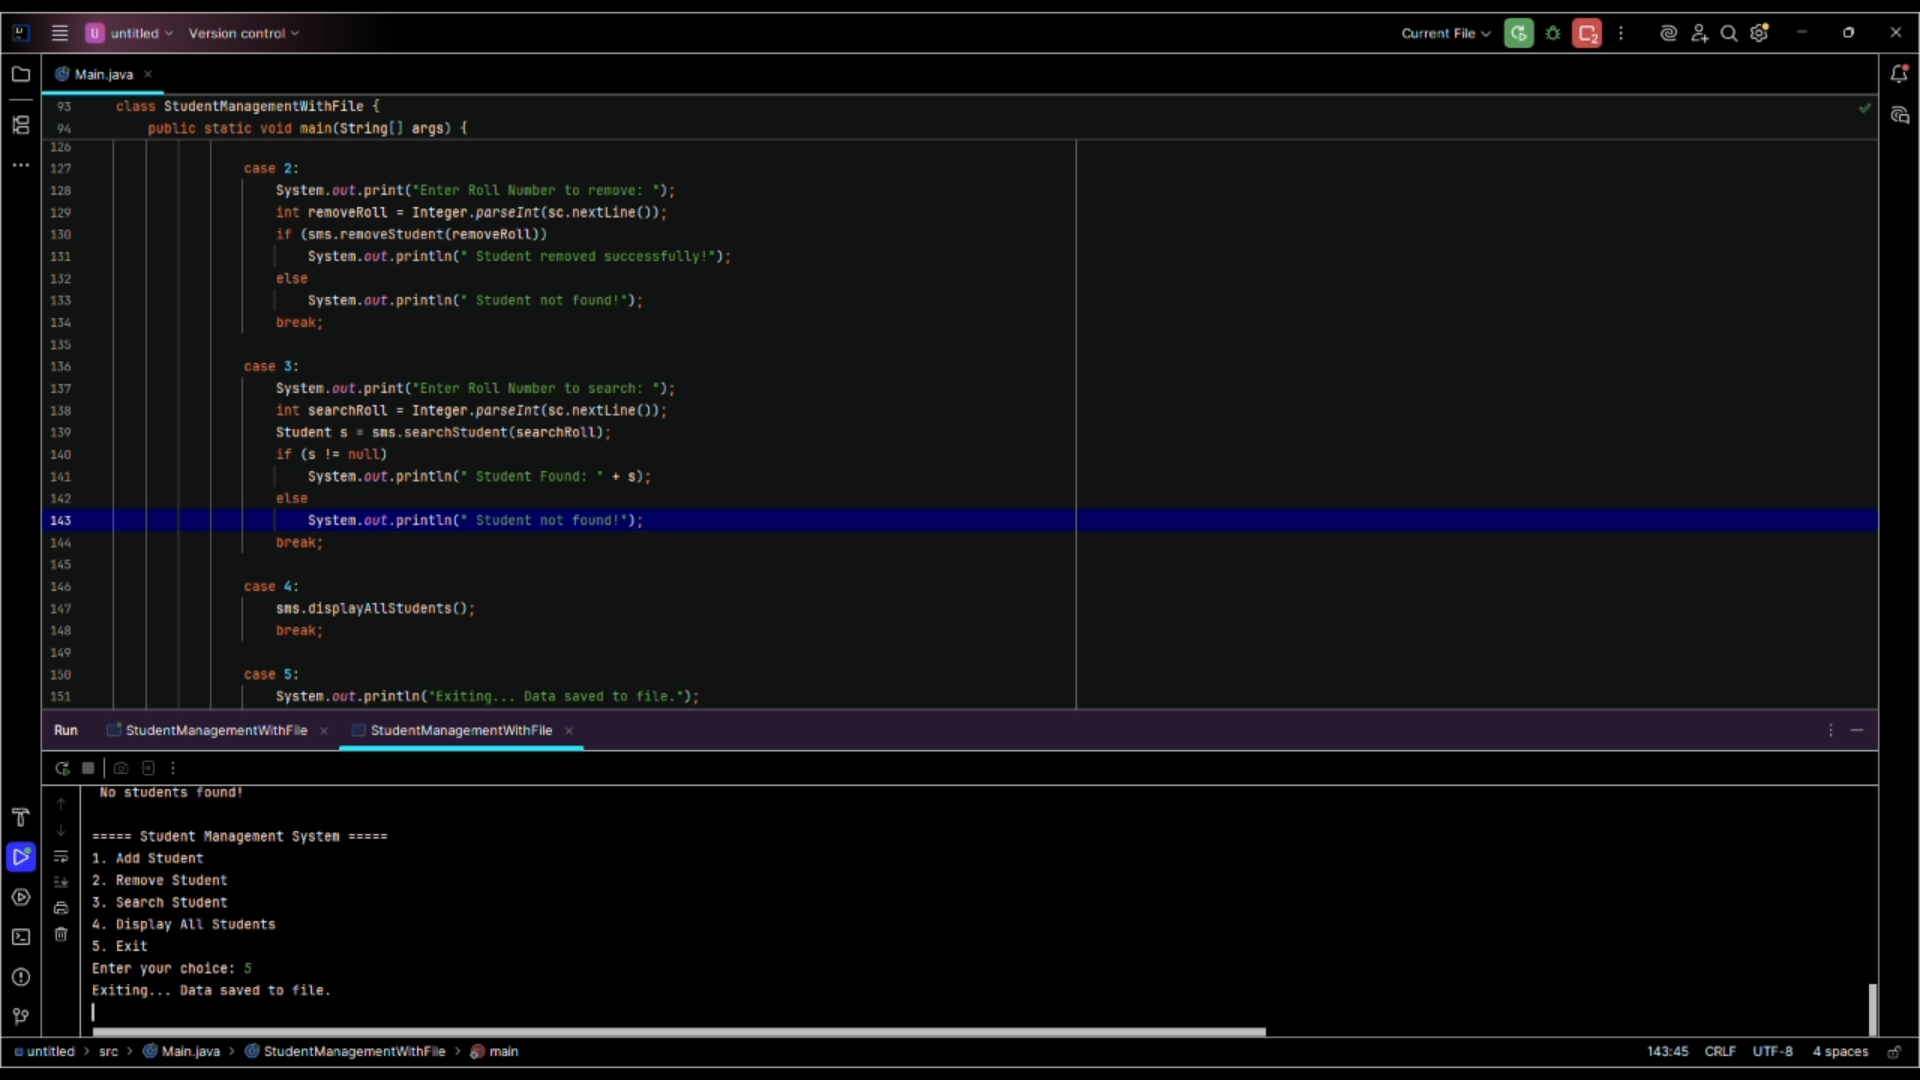 U untitled Version control Current File 2
Main.java
93 class StudentManagementWithFile {
94 public static void main(String[] args) {
126
127 case 2:
128 System.out.print("Enter Roll Number to remove: ");
129 int removeRoll = Integer.parseInt(sc.nextLine());
130 if (sms.removeStudent(removeRoll))
131 System.out.println(" Student removed successfully!");
132 else
133 System.out.println(" Student not found!");
134 break;
135
136 case 3:
137 System.out.print("Enter Roll Number to search: ");
138 int searchRoll = Integer.parseInt(sc.nextLine());
139 Student s = sms.searchStudent(searchRoll);
140 if (s != null)
141 System.out.println(" Student Found: " + s);
142 else
143 System.out.println(" Student not found!");
144 break;
145
146 case 4:
147 sms.displayAllStudents();
148 break;
149
150 case 5:
151 System.out.println("Exiting... Data saved to file.");
Run StudentManagementWithFile StudentManagementWithFile
No students found!
===== Student Management System =====
1. Add Student
2. Remove Student
3. Search Student
4. Display All Students
5. Exit
Enter your choice: 5
Exiting... Data saved to file.
untitled > src > Main.java > StudentManagementWithFile > main 143:45 CRLF UTF-8 4 spaces